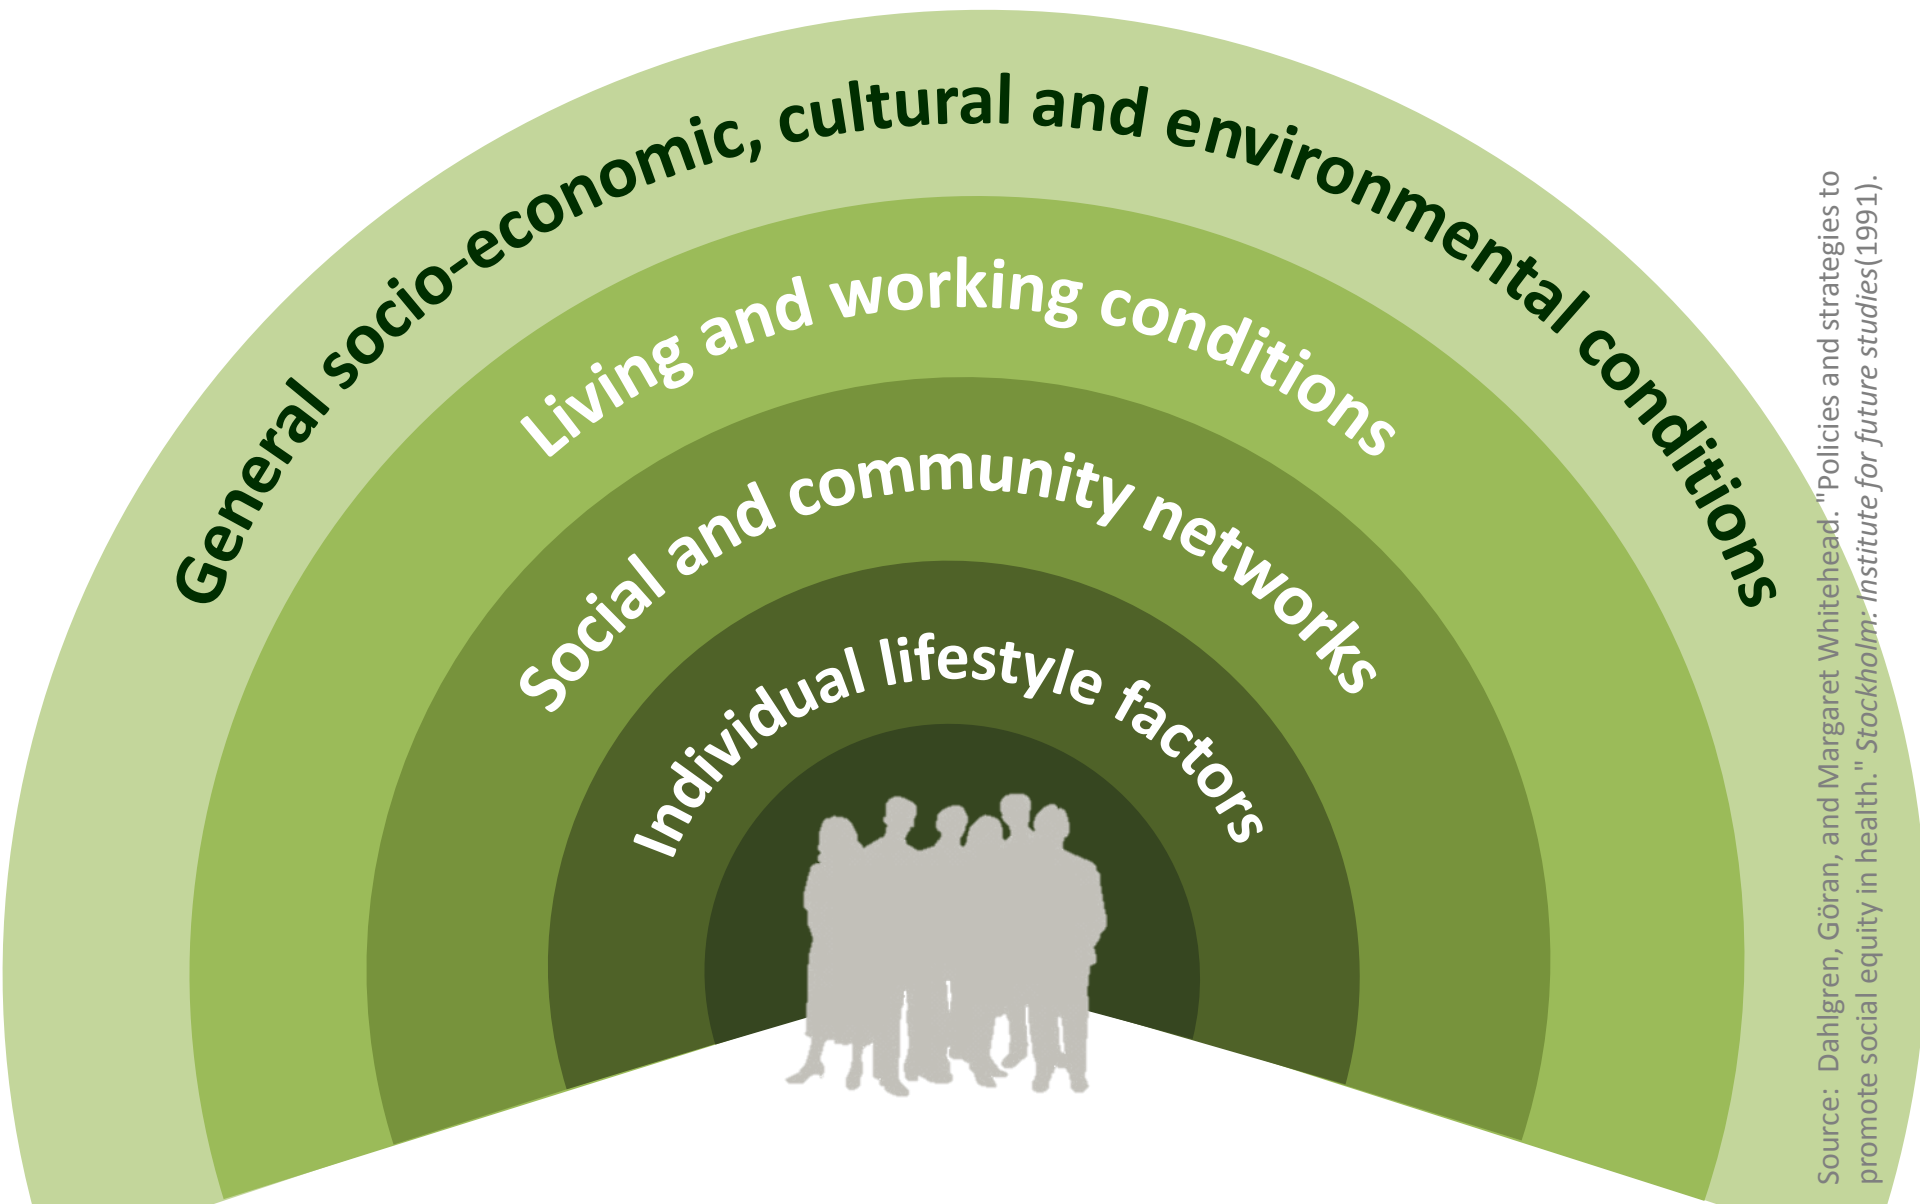 General socio-economic, cultural and environmental conditions
Living and working conditions
Social and community networks
Individual lifestyle factors
Source: Dahlgren, Göran, and Margaret Whitehead. "Policies and strategies to
promote social equity in health." Stockholm: Institute for future studies(1991).